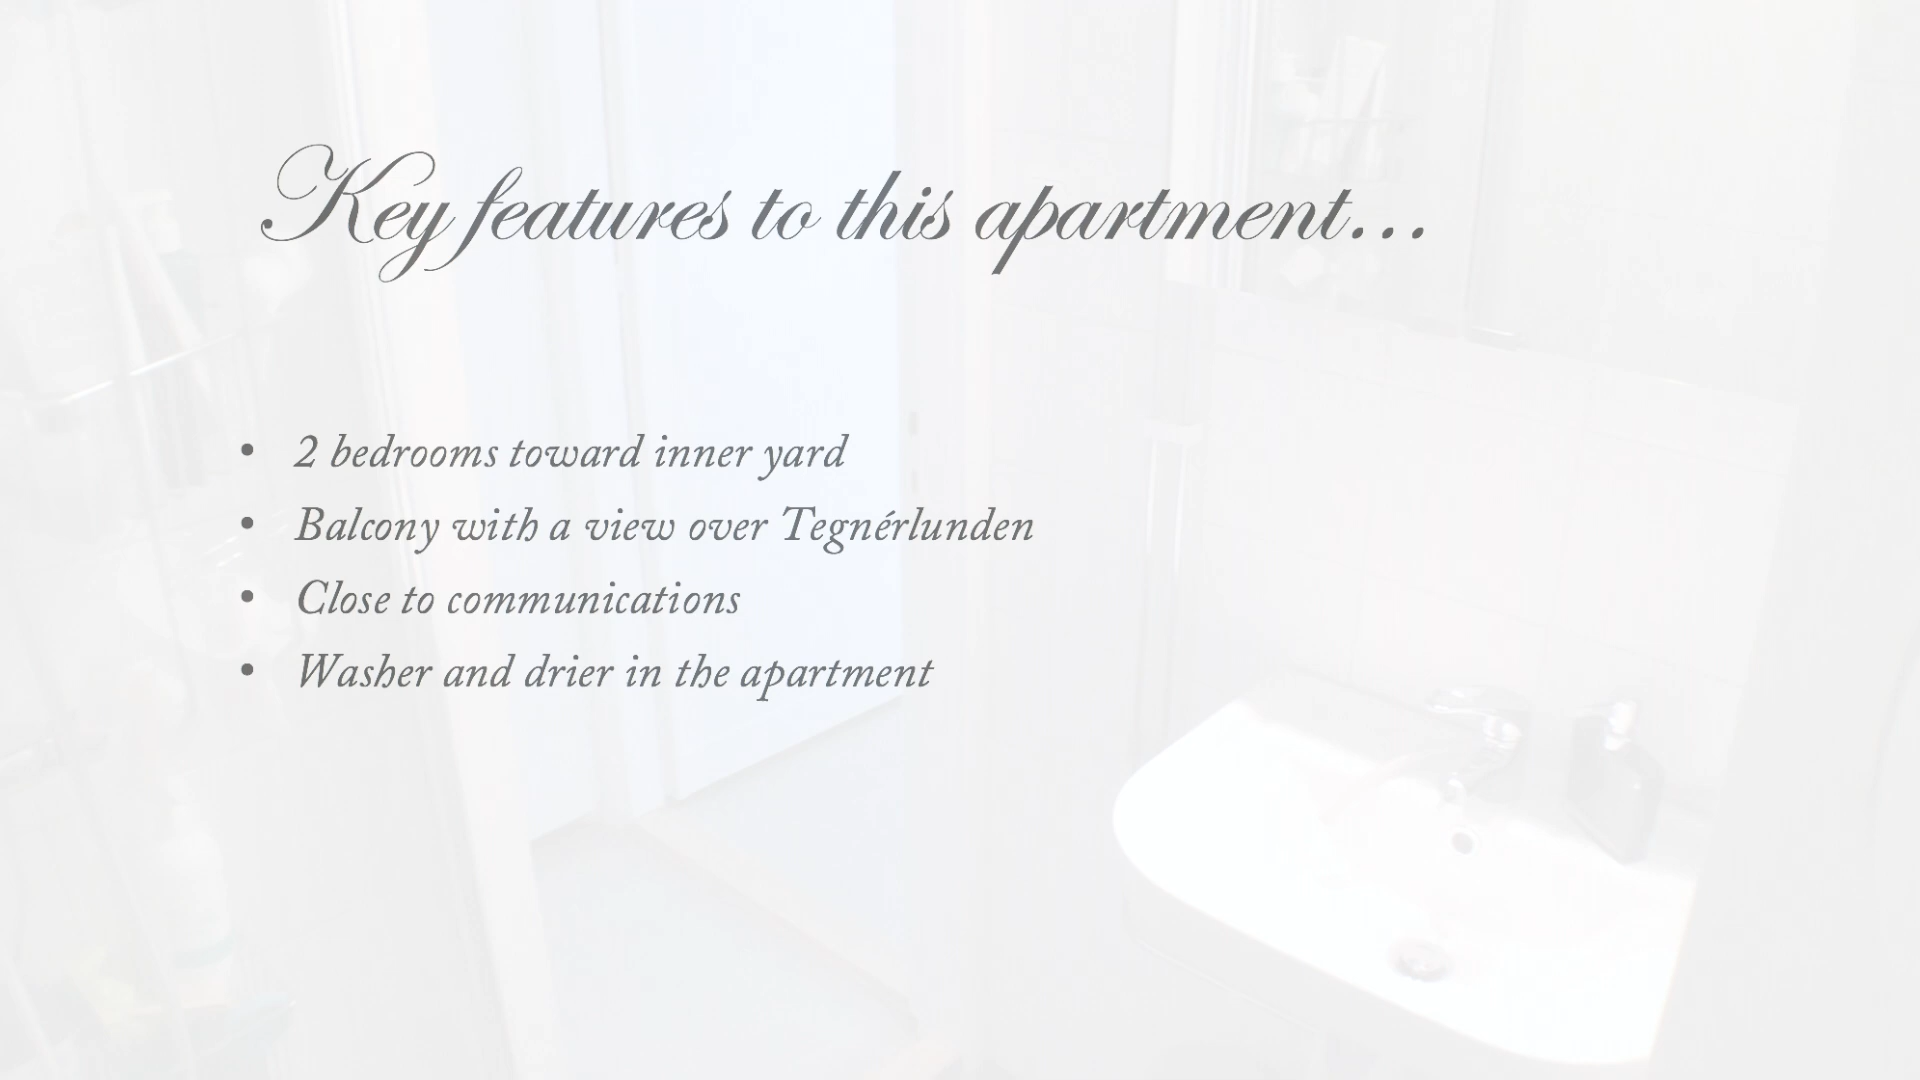 Key features to this apartment...
• 2 bedrooms toward inner yard
• Balcony with a view over Tegnérlunden
• Close to communications
• Washer and drier in the apartment